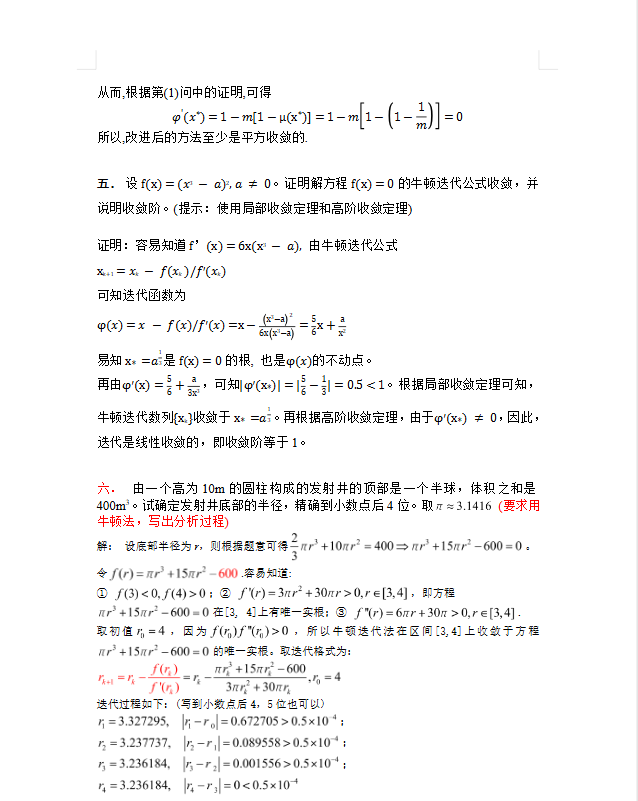 从而,根据第(1)问中的证明,可得
φ'(x*) = 1 − m[1 − μ(x*)] = 1 − m[1 − (1 − 1/m)] = 0
所以,改进后的方法至少是平方收敛的.
五. 设 f(x) = (x³ − a)², a ≠ 0。证明解方程 f(x) = 0 的牛顿迭代公式收敛，并
说明收敛阶。(提示：使用局部收敛定理和高阶收敛定理)
证明：容易知道 f’(x) = 6x(x³ − a)，由牛顿迭代公式
xₖ₊₁ = xₖ − f(xₖ)/f′(xₖ)
可知迭代函数为
φ(x) = x − f(x)/f′(x) =x− (x³−a)²/6x(x³−a) = 5/6 x + a/x²
易知 x* =a^(1/3) 是 f(x) = 0 的根, 也是φ(x)的不动点。
再由φ′(x) = 5/6 + a/3x³，可知|φ′(x*)| = |5/6 − 1/3| = 0.5 < 1。根据局部收敛定理可知，
牛顿迭代数列{xₖ}收敛于 x* =a^(1/3)。再根据高阶收敛定理，由于φ′(x*) ≠ 0，因此，
迭代是线性收敛的，即收敛阶等于 1。
六. 由一个高为 10m 的圆柱构成的发射井的顶部是一个半球，体积之和是
400m³。试确定发射井底部的半径，精确到小数点后 4 位。取 π ≈ 3.1416 (要求用
牛顿法，写出分析过程)
解： 设底部半径为 r，则根据题意可得 2/3 πr³ +10πr² = 400 ⇒ πr³ +15πr² − 600 = 0 。
令 f(r) = πr³ +15πr² − 600 .容易知道:
① f(3) < 0, f(4) > 0；② f'(r) = 3πr² + 30πr > 0, r ∈ [3,4]，即方程
πr³ +15πr² − 600 = 0 在[3, 4]上有唯一实根；③ f''(r) = 6πr + 30π > 0, r ∈ [3,4].
取初值 r₀ = 4 ，因为 f(r₀) f''(r₀) > 0 ，所以牛顿迭代法在区间[3,4]上收敛于方程
πr³ +15πr² − 600 = 0 的唯一实根。取迭代格式为:
rₖ₊₁ = rₖ − f(rₖ)/f'(rₖ) = rₖ − (πrₖ³ +15πrₖ² − 600)/(3πrₖ² + 30πrₖ), r₀ = 4
迭代过程如下：(写到小数点后 4，5 位也可以)
r₁ = 3.327295, |r₁ − r₀| = 0.672705 > 0.5×10⁻⁴；
r₂ = 3.237737, |r₂ − r₁| = 0.089558 > 0.5×10⁻⁴；
r₃ = 3.236184, |r₃ − r₂| = 0.001556 > 0.5×10⁻⁴；
r₄ = 3.236184, |r₄ − r₃| = 0 < 0.5×10⁻⁴